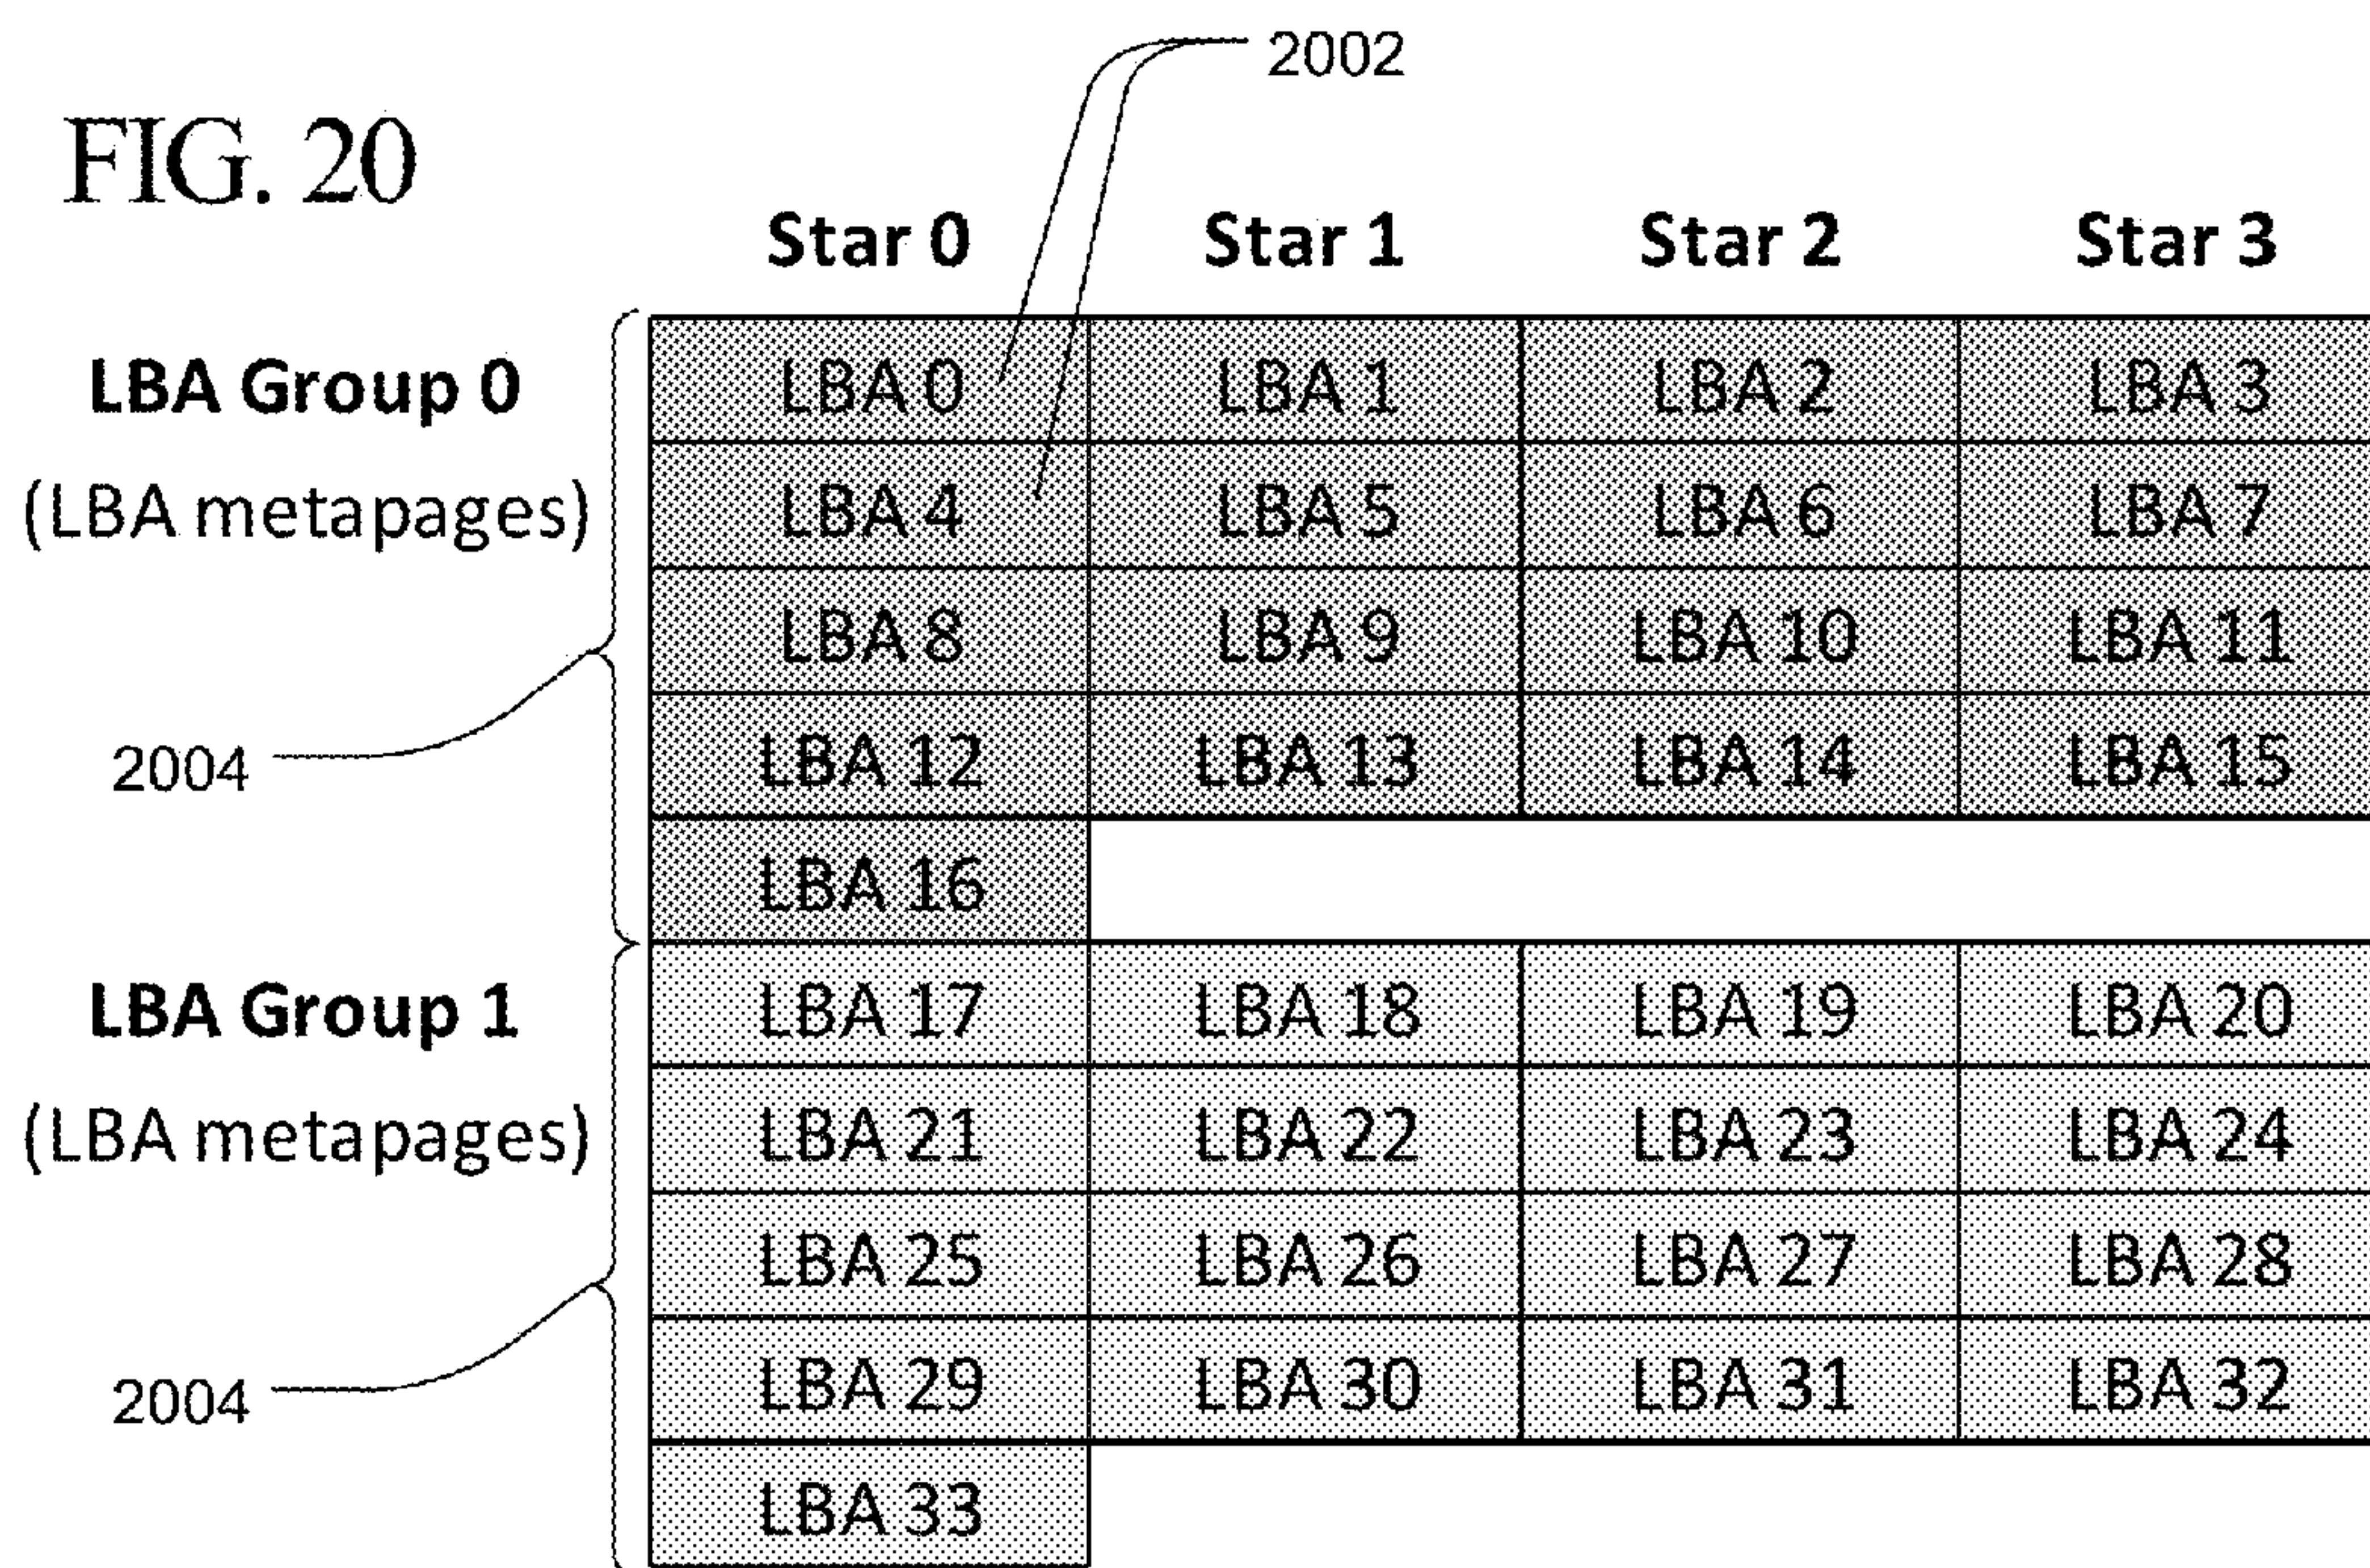 2002
FIG. 20
Star 0 Star 1 Star 2 Star 3
LBA Group 0 LBA 0 LBA 1 LBA 2 LBA 3
(LBA metapages) LBA 4 LBA 5 LBA 6 LBA 7
LBA 8 LBA 9 LBA 10 LBA 11
2004 LBA 12 LBA 13 LBA 14 LBA 15
LBA 16
LBA Group 1 LBA 17 LBA 18 LBA 19 LBA 20
(LBA metapages) LBA 21 LBA 22 LBA 23 LBA 24
LBA 25 LBA 26 LBA 27 LBA 28
2004 LBA 29 LBA 30 LBA 31 LBA 32
LBA 33